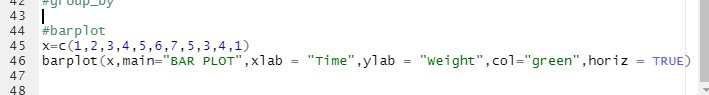 42 #group_by
43
44 #barplot
45 x=c(1,2,3,4,5,6,7,5,3,4,1)
46 barplot(x,main="BAR PLOT",xlab = "Time",ylab = "Weight",col="green",horiz = TRUE)
47
48